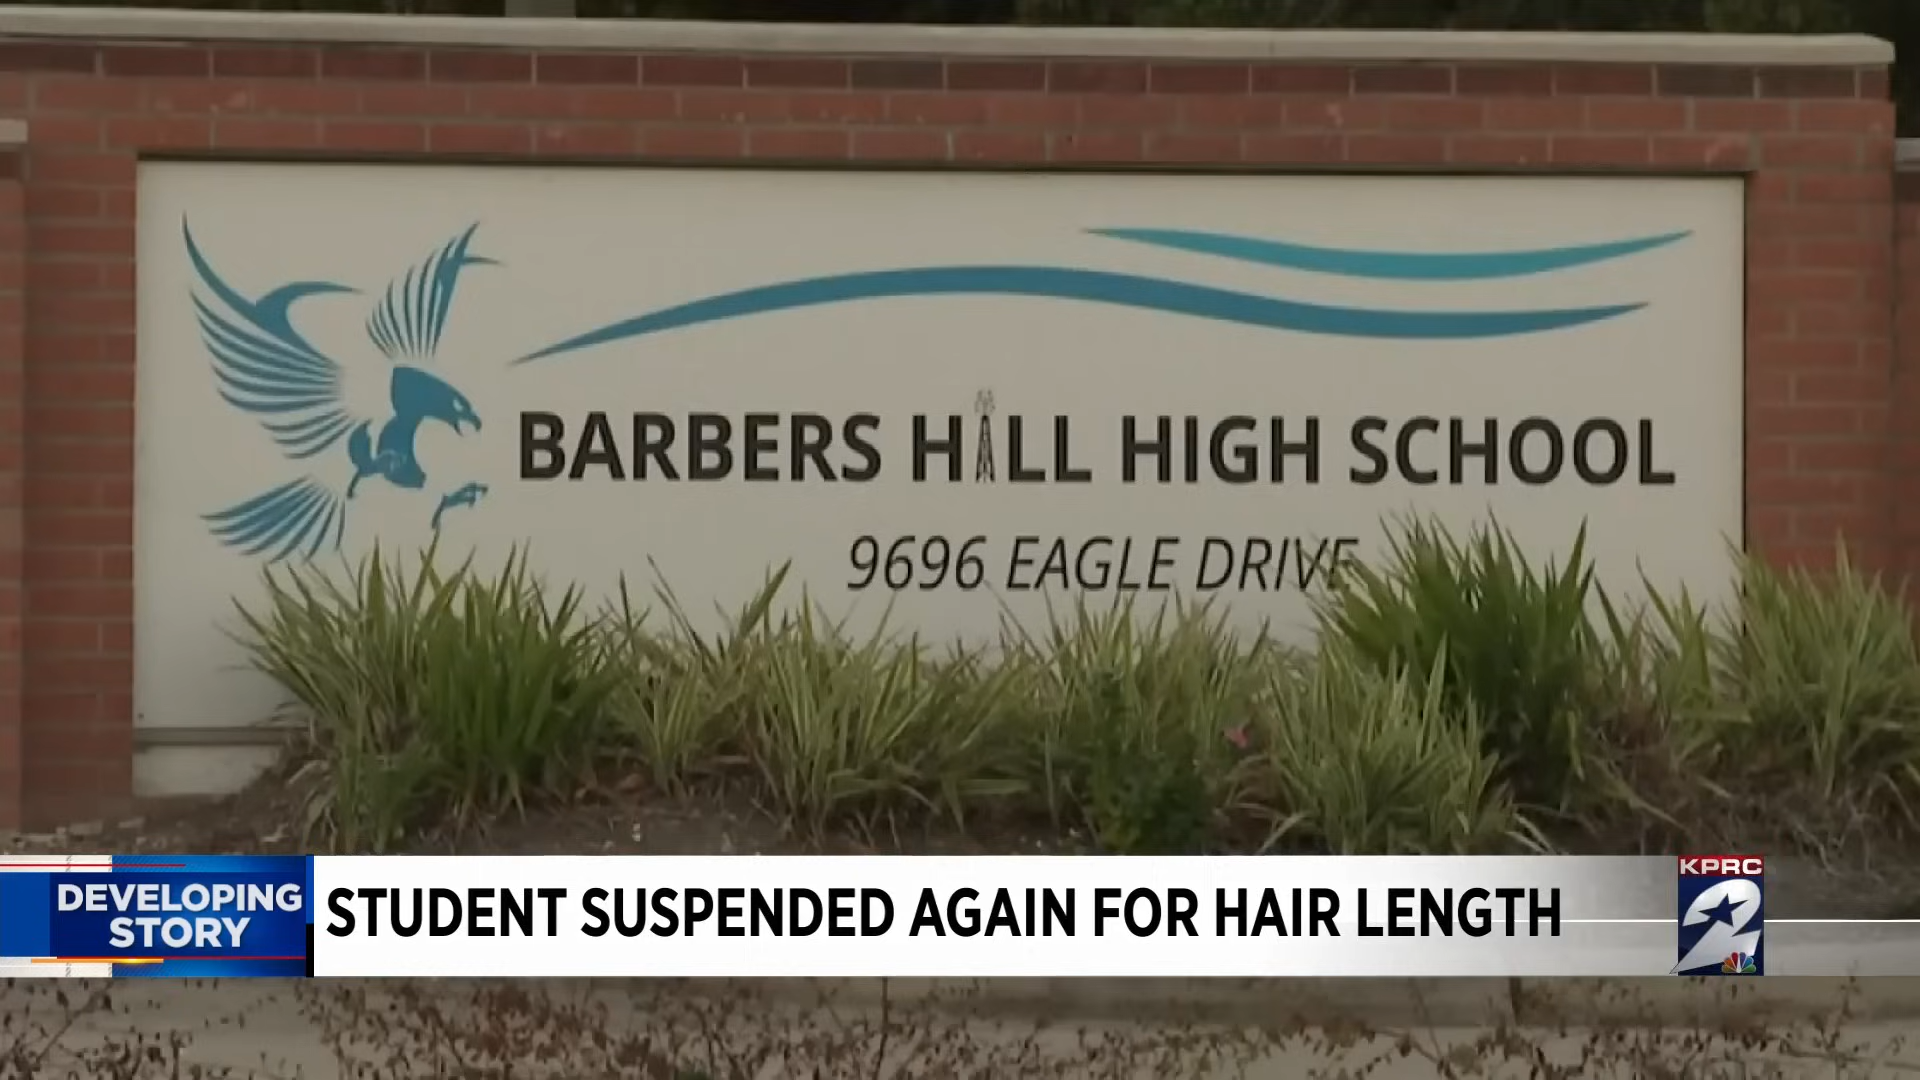 BARBERS HILL HIGH SCHOOL
9696 EAGLE DRIVE
DEVELOPING
STORY
STUDENT SUSPENDED AGAIN FOR HAIR LENGTH
KPRC
2